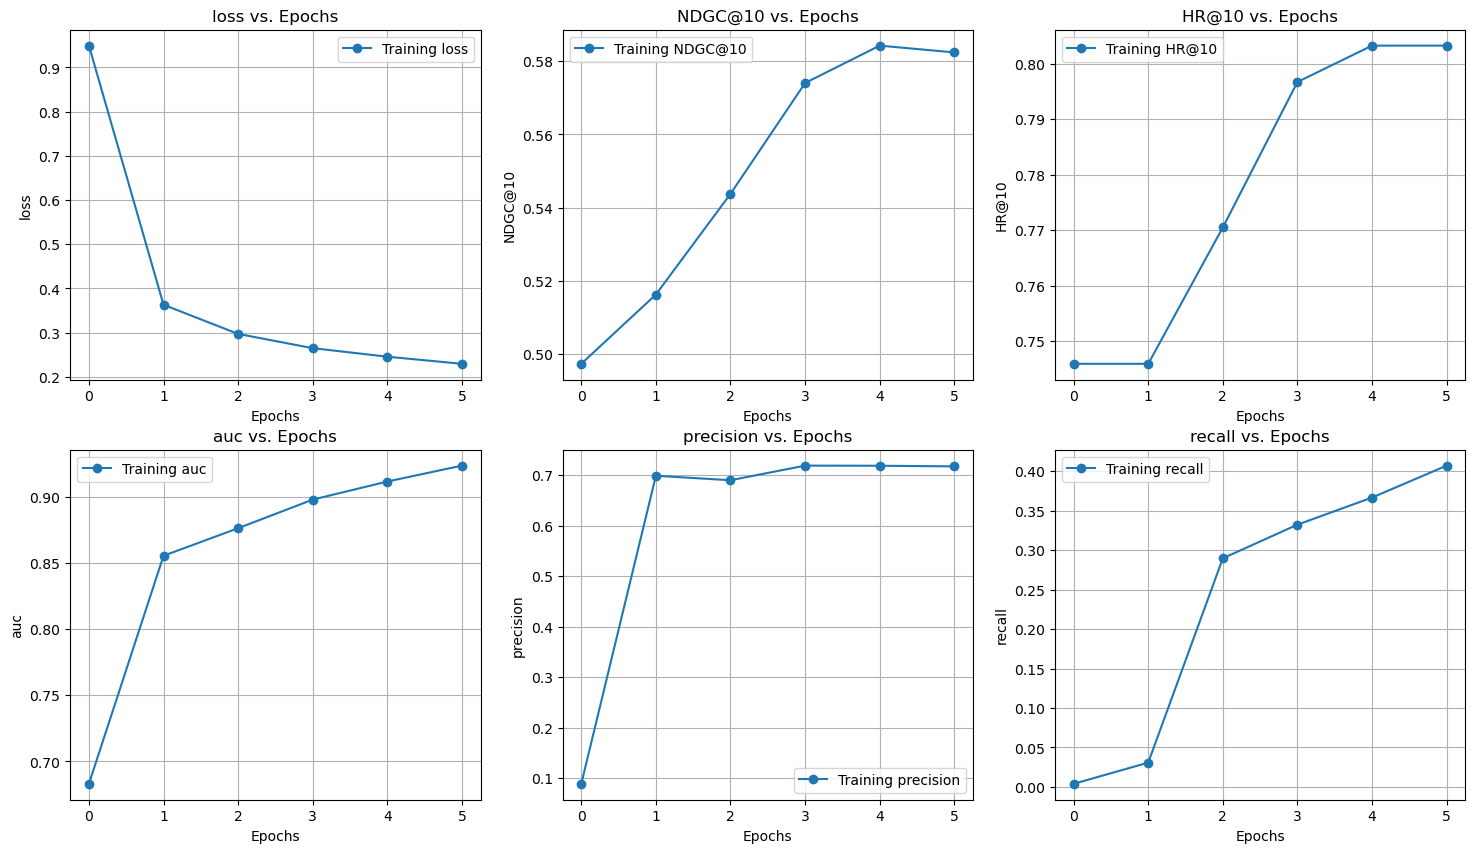 loss vs. Epochs
Training loss
0.9
0.8
0.7
0.6
0.5
0.4
0.3
0.2
loss
0 1 2 3 4 5
Epochs
NDGC@10 vs. Epochs
Training NDGC@10
0.58
0.56
0.54
0.52
0.50
NDGC@10
0 1 2 3 4 5
Epochs
HR@10 vs. Epochs
Training HR@10
0.80
0.79
0.78
0.77
0.76
0.75
HR@10
0 1 2 3 4 5
Epochs
auc vs. Epochs
Training auc
0.90
0.85
0.80
0.75
0.70
auc
0 1 2 3 4 5
Epochs
precision vs. Epochs
0.7
0.6
0.5
0.4
0.3
0.2
0.1
precision
Training precision
0 1 2 3 4 5
Epochs
recall vs. Epochs
Training recall
0.40
0.35
0.30
0.25
0.20
0.15
0.10
0.05
0.00
recall
0 1 2 3 4 5
Epochs